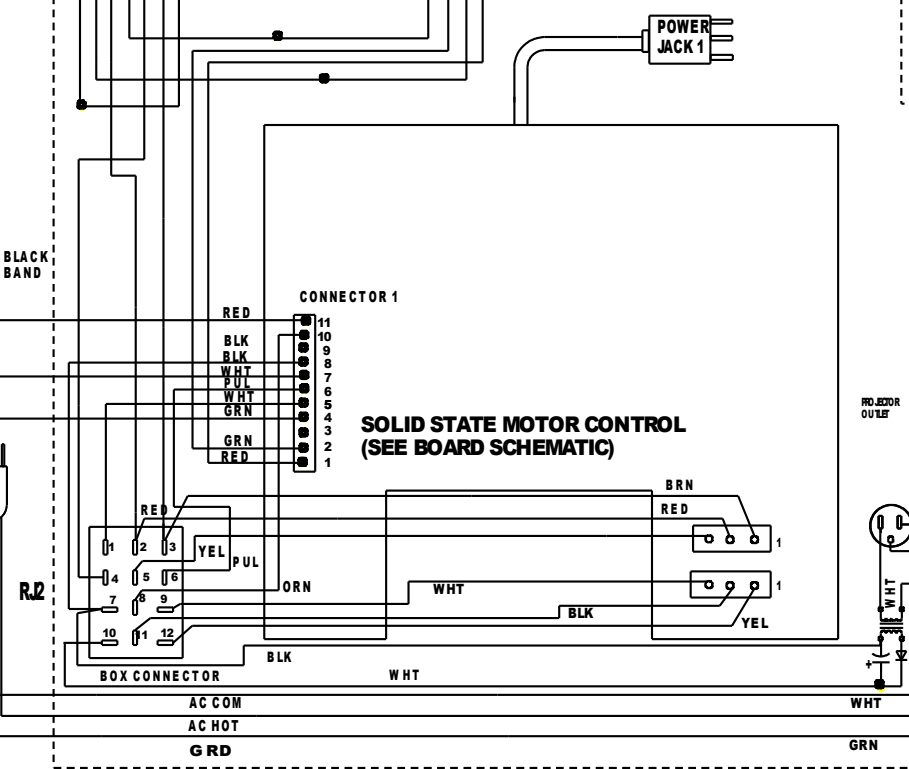 POWER
JACK 1
BLACK
BAND
CONNECTOR 1
RED
11
10
BLK
9
BLK
8
WHT
7
PUL
6
WHT
5
GRN
4
3
GRN
2
RED
1
SOLID STATE MOTOR CONTROL
(SEE BOARD SCHEMATIC)
PROJECTOR
OUTLET
BRN
RED
RED
1
1 2 3
YEL
PUL
4 5 6
ORN
WHT
1
RJ2
7 8 9
BLK
YEL
10 11 12
WHT
BLK
BOX CONNECTOR
WHT
+
AC COM
WHT
AC HOT
GRD
GRN